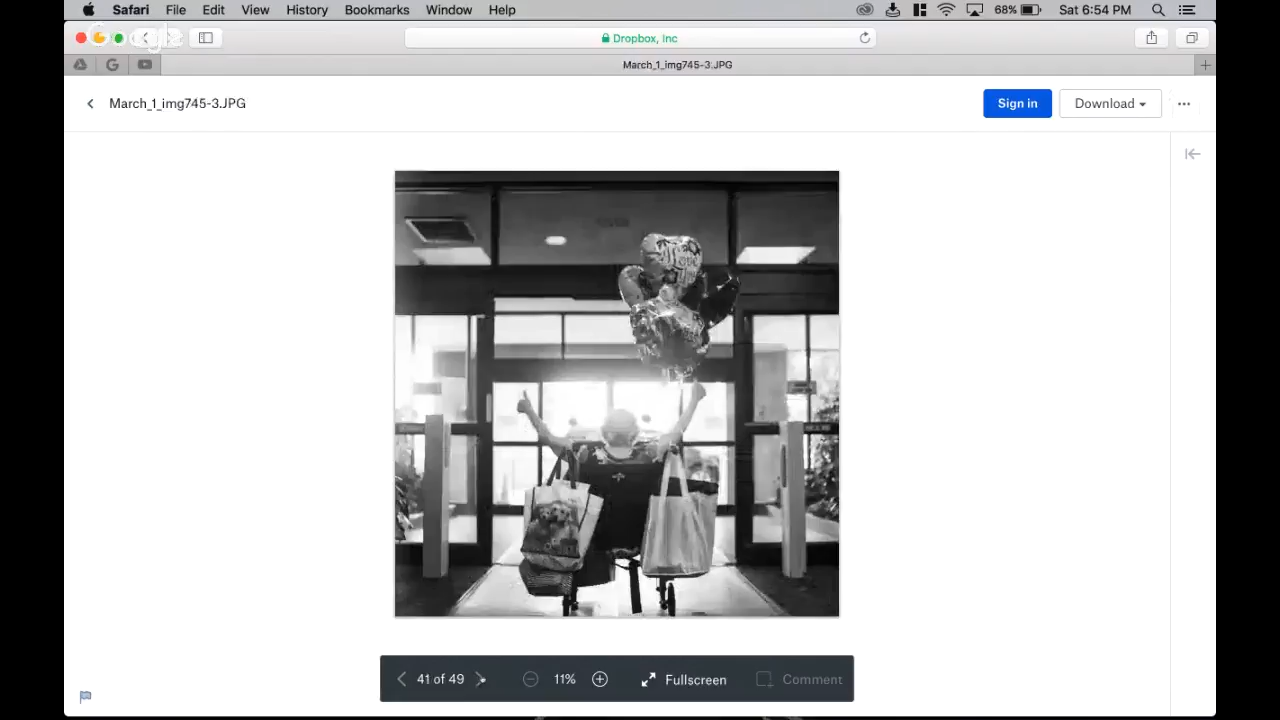 Safari File Edit View History Bookmarks Window Help 68% Sat 6:54 PM
Google
Dropbox, Inc
March_1_img745-3.JPG
March_1_img745-3.JPG
Sign in
Download
41 of 49
11%
Fullscreen
Comment